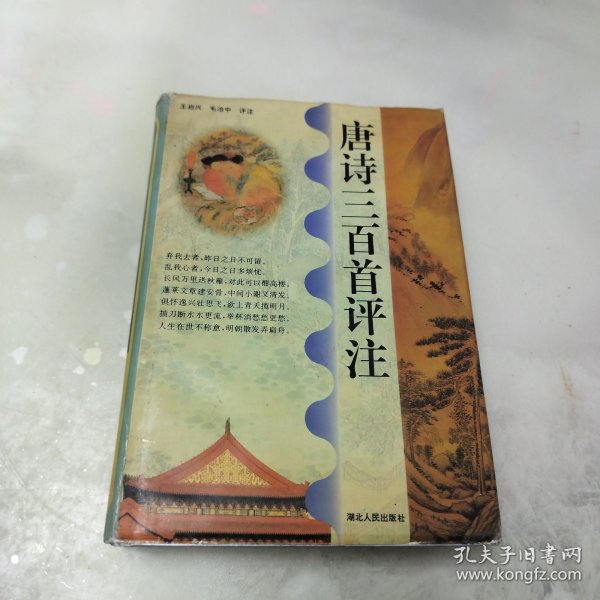 王启兴 毛治中 评注
唐诗三百首评注
弃我去者，昨日之日不可留。
乱我心者，今日之日多烦忧。
长风万里送秋雁，对此可以酣高楼。
蓬莱文章建安骨，中间小谢又清发。
俱怀逸兴壮思飞，欲上青天揽明月。
抽刀断水水更流，举杯消愁愁更愁。
人生在世不称意，明朝散发弄扁舟。
湖北人民出版社
孔夫子旧书网
www.kongfz.com